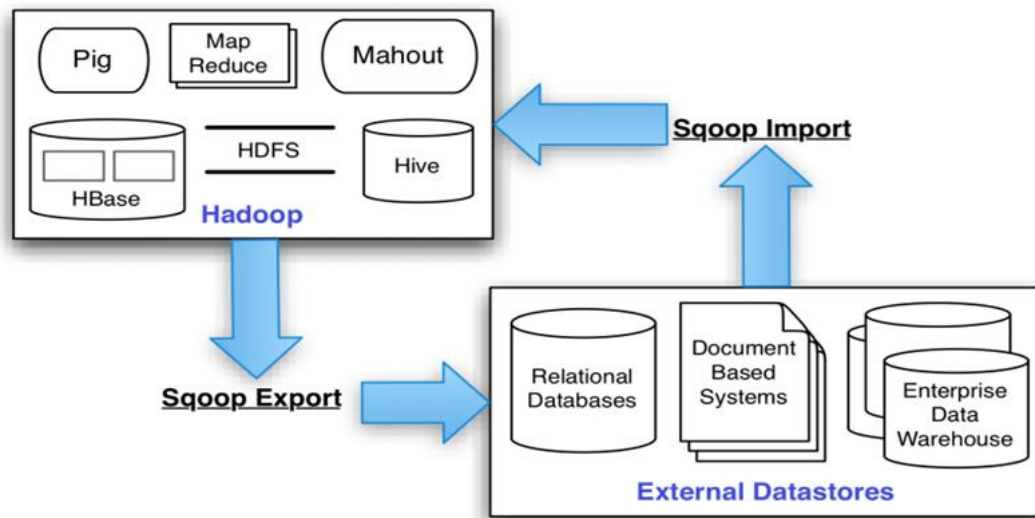 Pig
Map
Reduce
Mahout
HBase
HDFS
Hive
Hadoop
Sqoop Import
Sqoop Export
Relational
Databases
Document
Based
Systems
Enterprise
Data
Warehouse
External Datastores